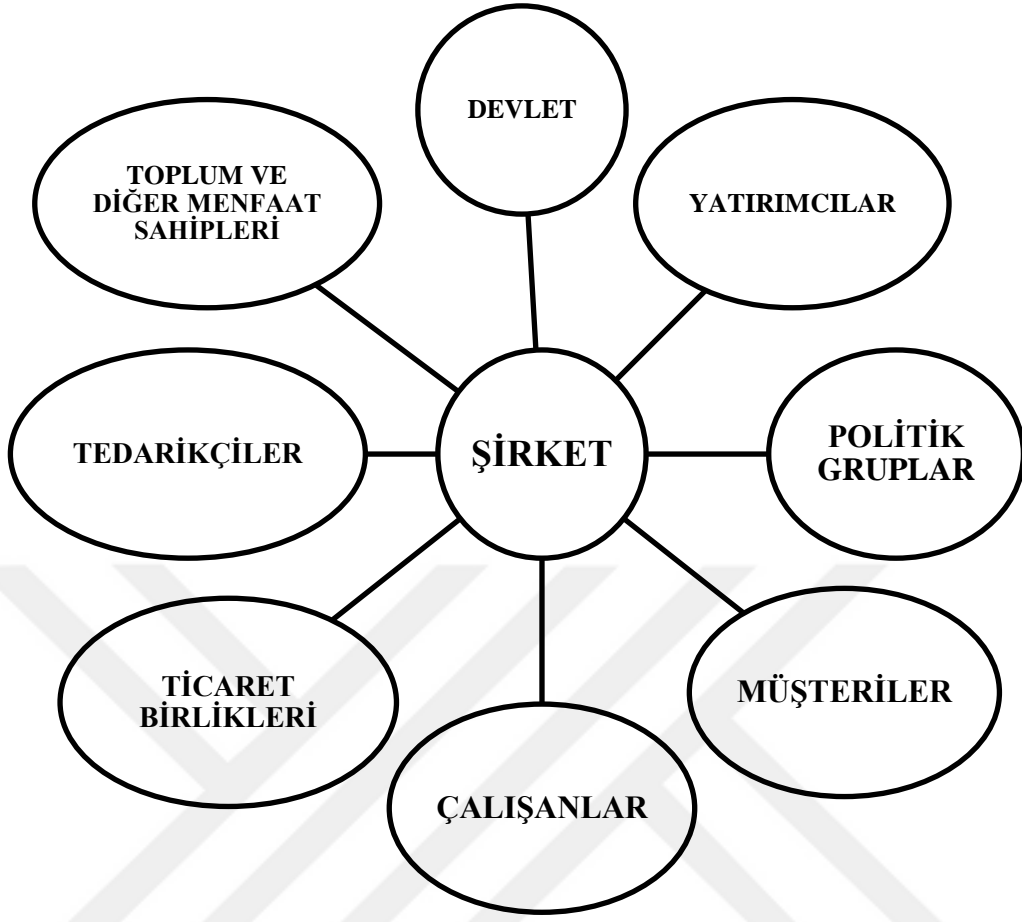 DEVLET
TOPLUM VE
DİĞER MENFAAT
SAHİPLERİ
YATIRIMCILAR
TEDARİKÇİLER
ŞİRKET
POLİTİK
GRUPLAR
TİCARET
BİRLİKLERİ
MÜŞTERİLER
ÇALIŞANLAR